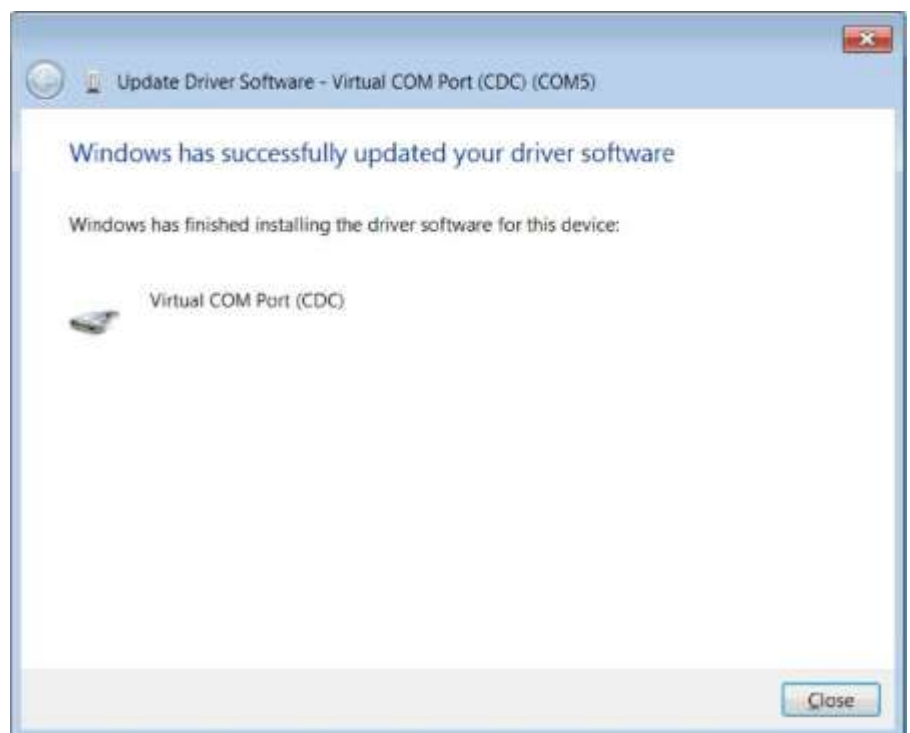 Update Driver Software - Virtual COM Port (CDC) (COM5)
Windows has successfully updated your driver software
Windows has finished installing the driver software for this device:
Virtual COM Port (CDC)
Close